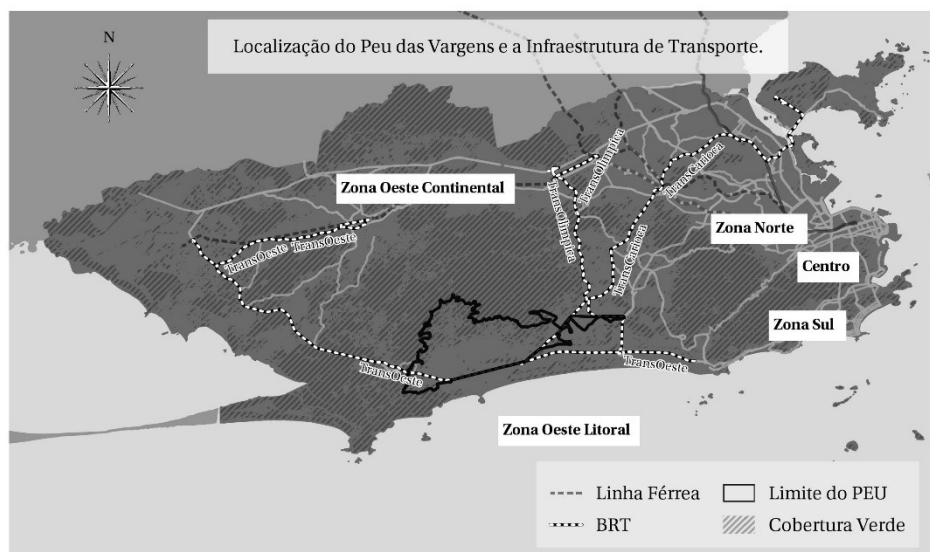 Localização do Peu das Vargens e a Infraestrutura de Transporte.
N
Zona Oeste Continental
TransOlímpica
TransOlímpica
TransCarioca
TransCarioca
Zona Norte
TransOeste
TransOeste
Centro
Zona Sul
TransOeste
TransOeste
Zona Oeste Litoral
Linha Férrea
Limite do PEU
BRT
Cobertura Verde